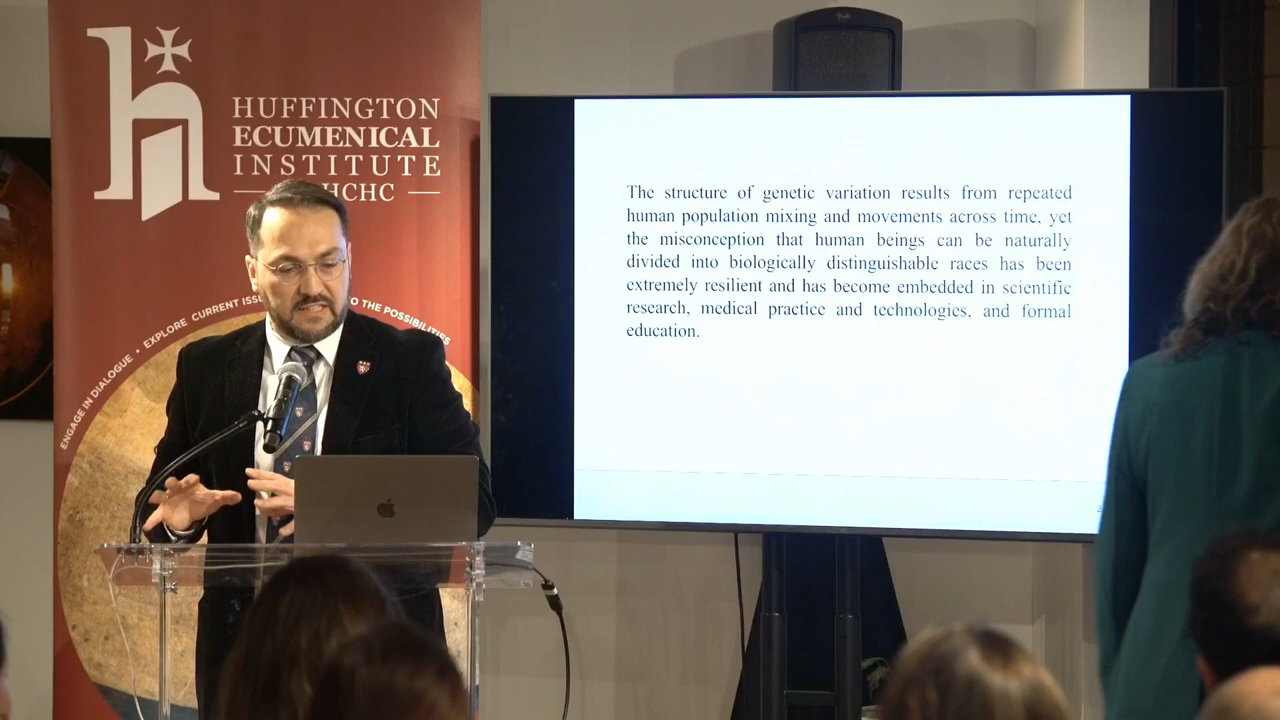 HUFFINGTON
ECUMENICAL
INSTITUTE
HCHC
ENGAGE IN DIALOGUE • EXPLORE CURRENT ISSU
TO THE POSSIBILITIES
The structure of genetic variation results from repeated
human population mixing and movements across time, yet
the misconception that human beings can be naturally
divided into biologically distinguishable races has been
extremely resilient and has become embedded in scientific
research, medical practice and technologies, and formal
education.
2